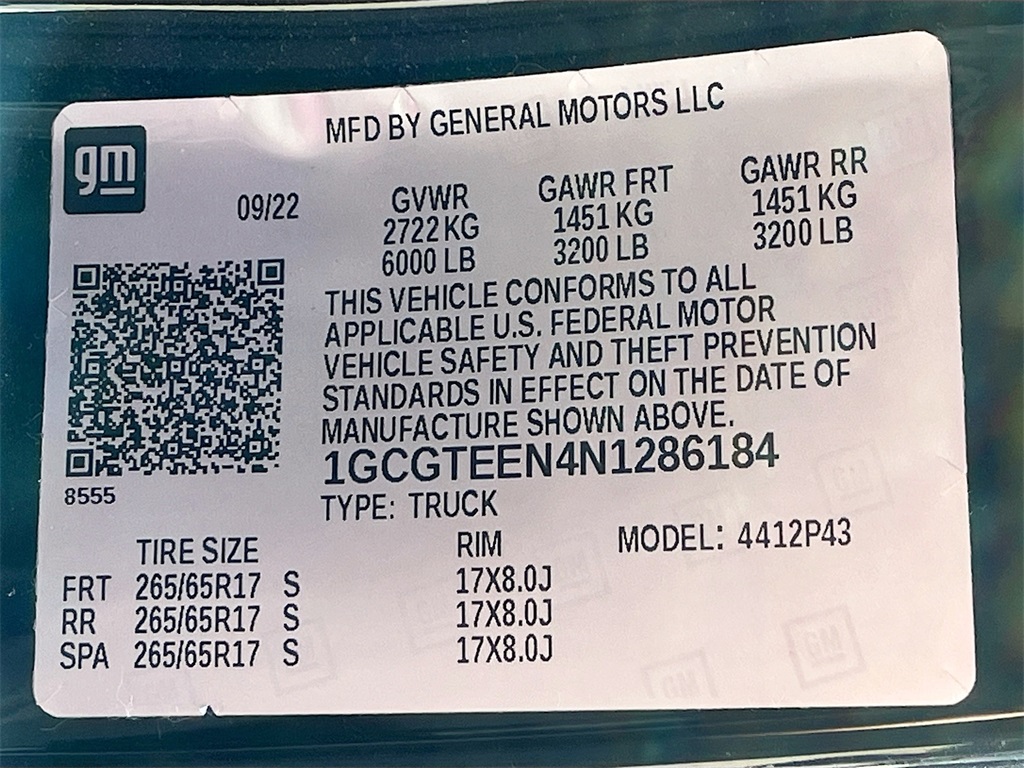 MFD BY GENERAL MOTORS LLC
gm
09/22
GVWR GAWR FRT GAWR RR
2722 KG 1451 KG 1451 KG
6000 LB 3200 LB 3200 LB
THIS VEHICLE CONFORMS TO ALL
APPLICABLE U.S. FEDERAL MOTOR
VEHICLE SAFETY AND THEFT PREVENTION
STANDARDS IN EFFECT ON THE DATE OF
MANUFACTURE SHOWN ABOVE.
1GCGTEEN4N1286184
8555
TYPE: TRUCK
TIRE SIZE RIM MODEL: 4412P43
FRT 265/65R17 S 17X8.0J
RR 265/65R17 S 17X8.0J
SPA 265/65R17 S 17X8.0J
GM
GM
GM